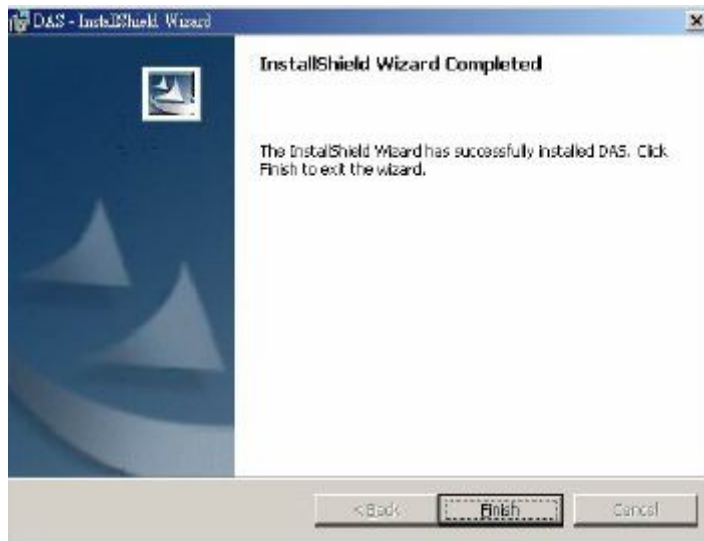 DAS - InstallShield Wizard
InstallShield Wizard Completed
The InstallShield Wizard has successfully installed DAS. Click
Finish to exit the wizard.
< Back
Finish
Cancel